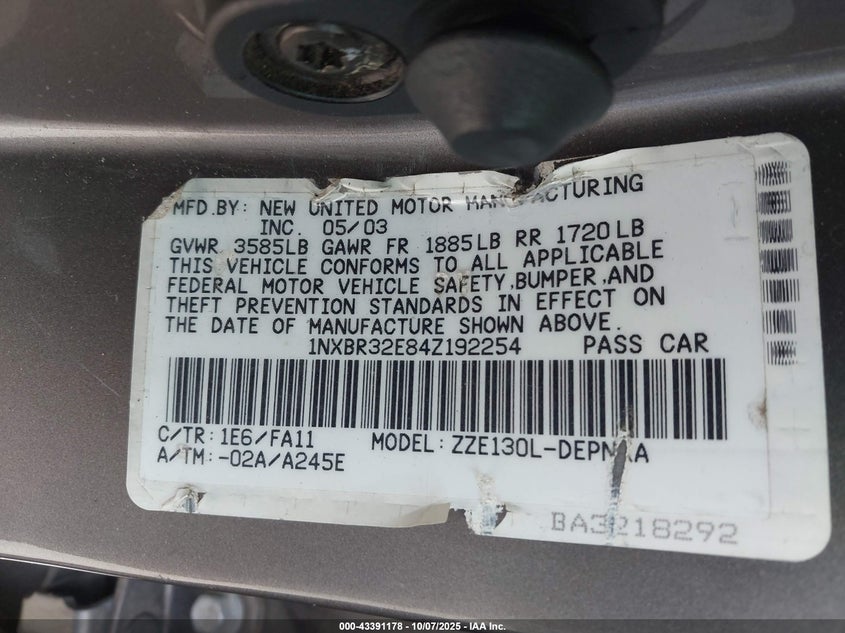 MFD.BY: NEW UNITED MOTOR MANUFACTURING
INC. 05/03
GVWR 3585LB GAWR FR 1885LB RR 1720LB
THIS VEHICLE CONFORMS TO ALL APPLICABLE
FEDERAL MOTOR VEHICLE SAFETY,BUMPER,AND
THEFT PREVENTION STANDARDS IN EFFECT ON
THE DATE OF MANUFACTURE SHOWN ABOVE.
1NXBR32E84Z192254 PASS CAR
C/TR: 1E6/FA11 MODEL: ZZE130L-DEPNKA
A/TM:-02A/A245E
BA3218292
000-43391178 | 10/07/2025 | IAA Inc.